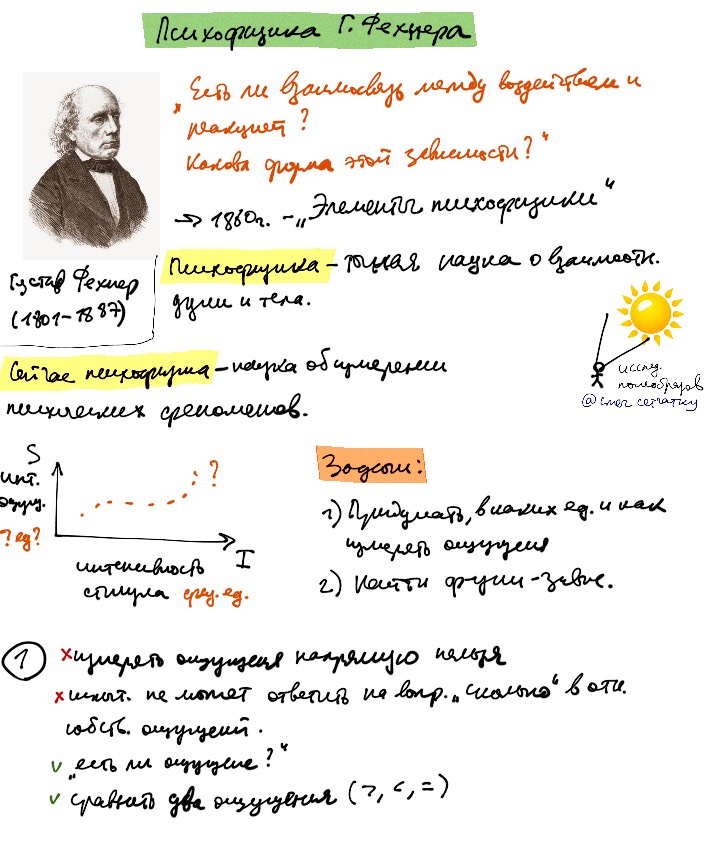 Психофизика Г. Фехнера
„Есть ли взаимосвязь между воздействием и
реакцией?
Какова форма этой зависимости?“
→ 1860г. – „Элементы психофизики“
Густав Фехнер
(1801–1887)
Психофизика – точная наука о взаимоотн.
души и тела.
Сейчас психофизика – наука об измерении
психических феноменов.
исслед.
послеобразов
@сжег сетчатку
S
инт.
ощущ.
? ед?
?
I
интенсивность
стимула физ. ед.
Задачи:
1) Придумать, в каких ед. и как
измерять ощущения
2) Найти функц-завис.
1
x измерять ощущения напрямую нельзя
x испыт. не может ответить на вопр. „сколько“ в отн.
собств. ощущений.
v „есть ли ощущение?“
v сравнить два ощущения (>, <, =)